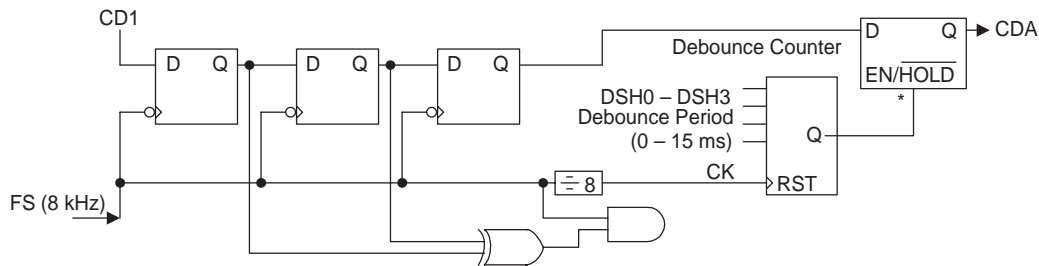 CD1
D Q
D Q
D Q
Debounce Counter
D Q
CDA
EN/HOLD
*
DSH0 – DSH3
Debounce Period
(0 – 15 ms)
Q
CK
RST
÷ 8
FS (8 kHz)